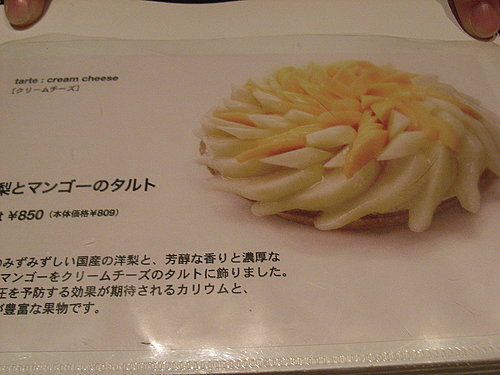 tarte : cream cheese
[クリームチーズ]
梨とマンゴーのタルト
¥850 (本体価格¥809)
みずみずしい国産の洋梨と、芳醇な香りと濃厚な
マンゴーをクリームチーズのタルトに飾りました。
圧を予防する効果が期待されるカリウムと、
が豊富な果物です。